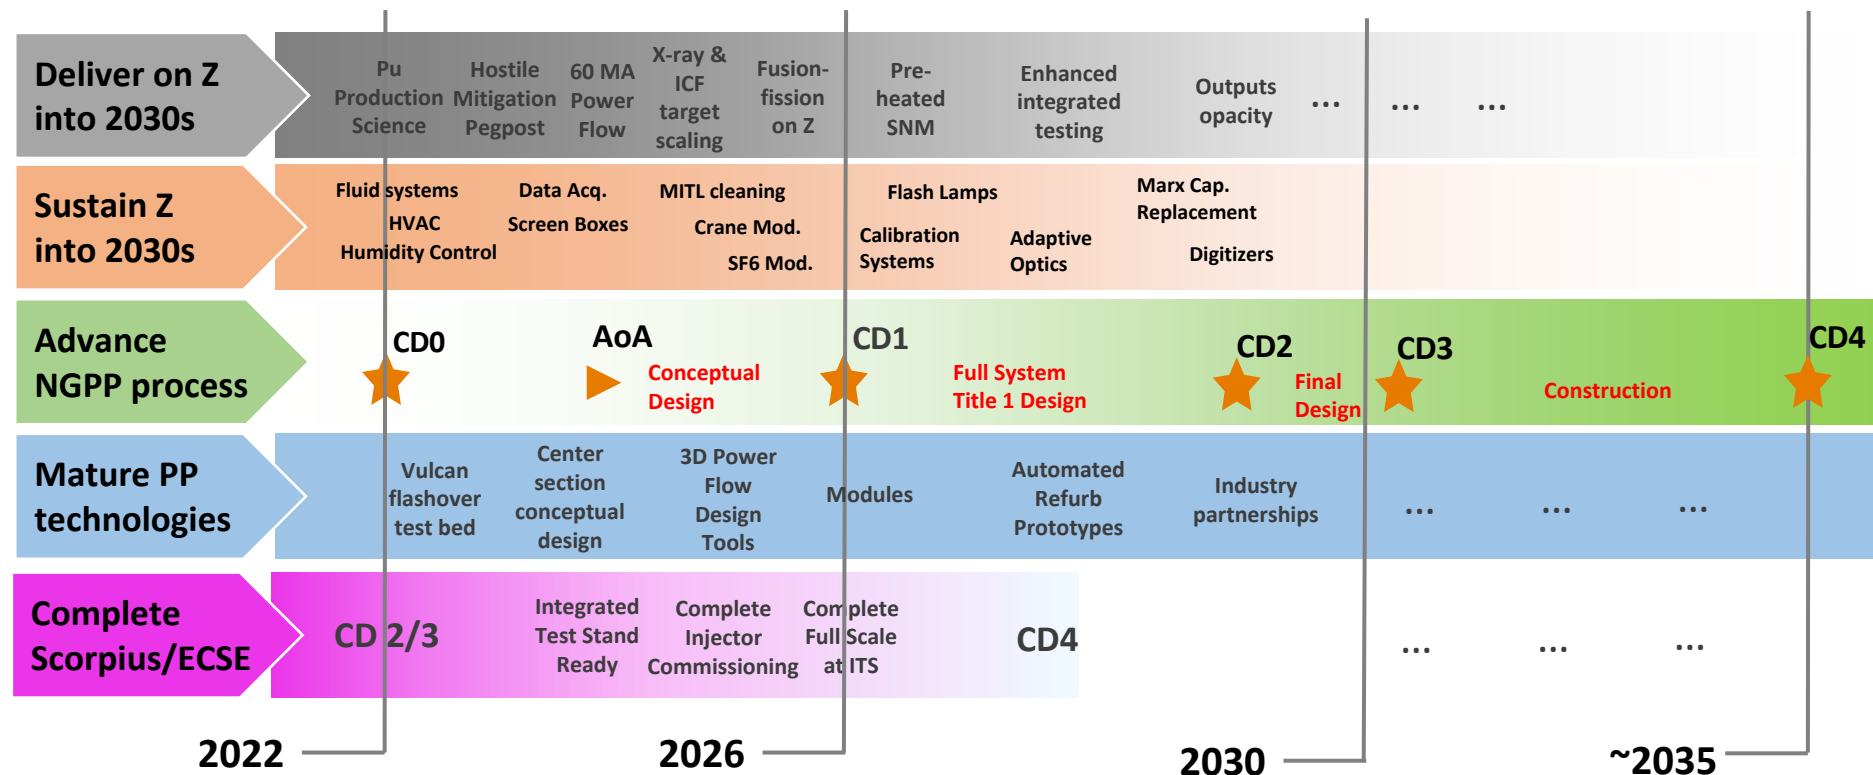 Deliver on Z
into 2030s
Pu
Production
Science
Hostile
Mitigation
Pegpost
60 MA
Power
Flow
X-ray &
ICF
target
scaling
Fusion-
fission
on Z
Pre-
heated
SNM
Enhanced
integrated
testing
Outputs
opacity
...
...
...
Sustain Z
into 2030s
Fluid systems
HVAC
Humidity Control
Data Acq.
Screen Boxes
MITL cleaning
Crane Mod.
SF6 Mod.
Flash Lamps
Calibration
Systems
Adaptive
Optics
Marx Cap.
Replacement
Digitizers
Advance
NGPP process
CD0
AoA
Conceptual
Design
CD1
Full System
Title 1 Design
CD2
Final
Design
CD3
Construction
CD4
Mature PP
technologies
Vulcan
flashover
test bed
Center
section
conceptual
design
3D Power
Flow
Design
Tools
Modules
Automated
Refurb
Prototypes
Industry
partnerships
...
...
...
Complete
Scorpius/ECSE
CD 2/3
Integrated
Test Stand
Ready
Complete
Injector
Commissioning
Complete
Full Scale
at ITS
CD4
...
...
...
2022
2026
2030
~2035